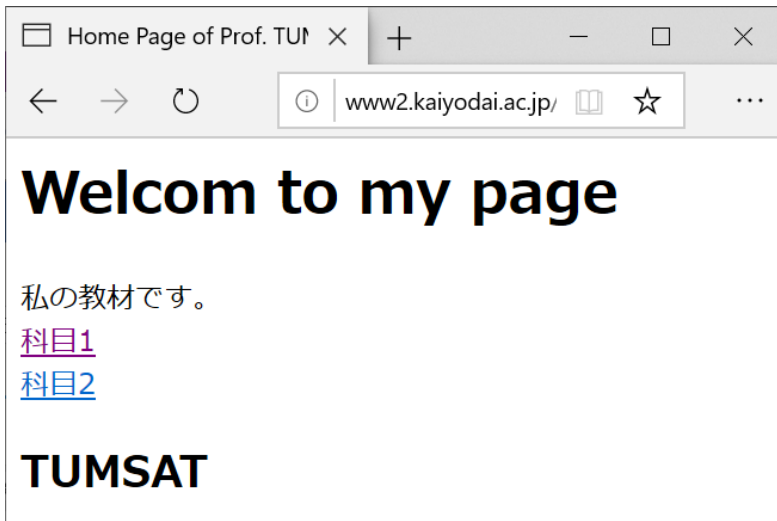 Home Page of Prof. TUM
www2.kaiyodai.ac.jp/
Welcom to my page
私の教材です。
科目1
科目2
TUMSAT